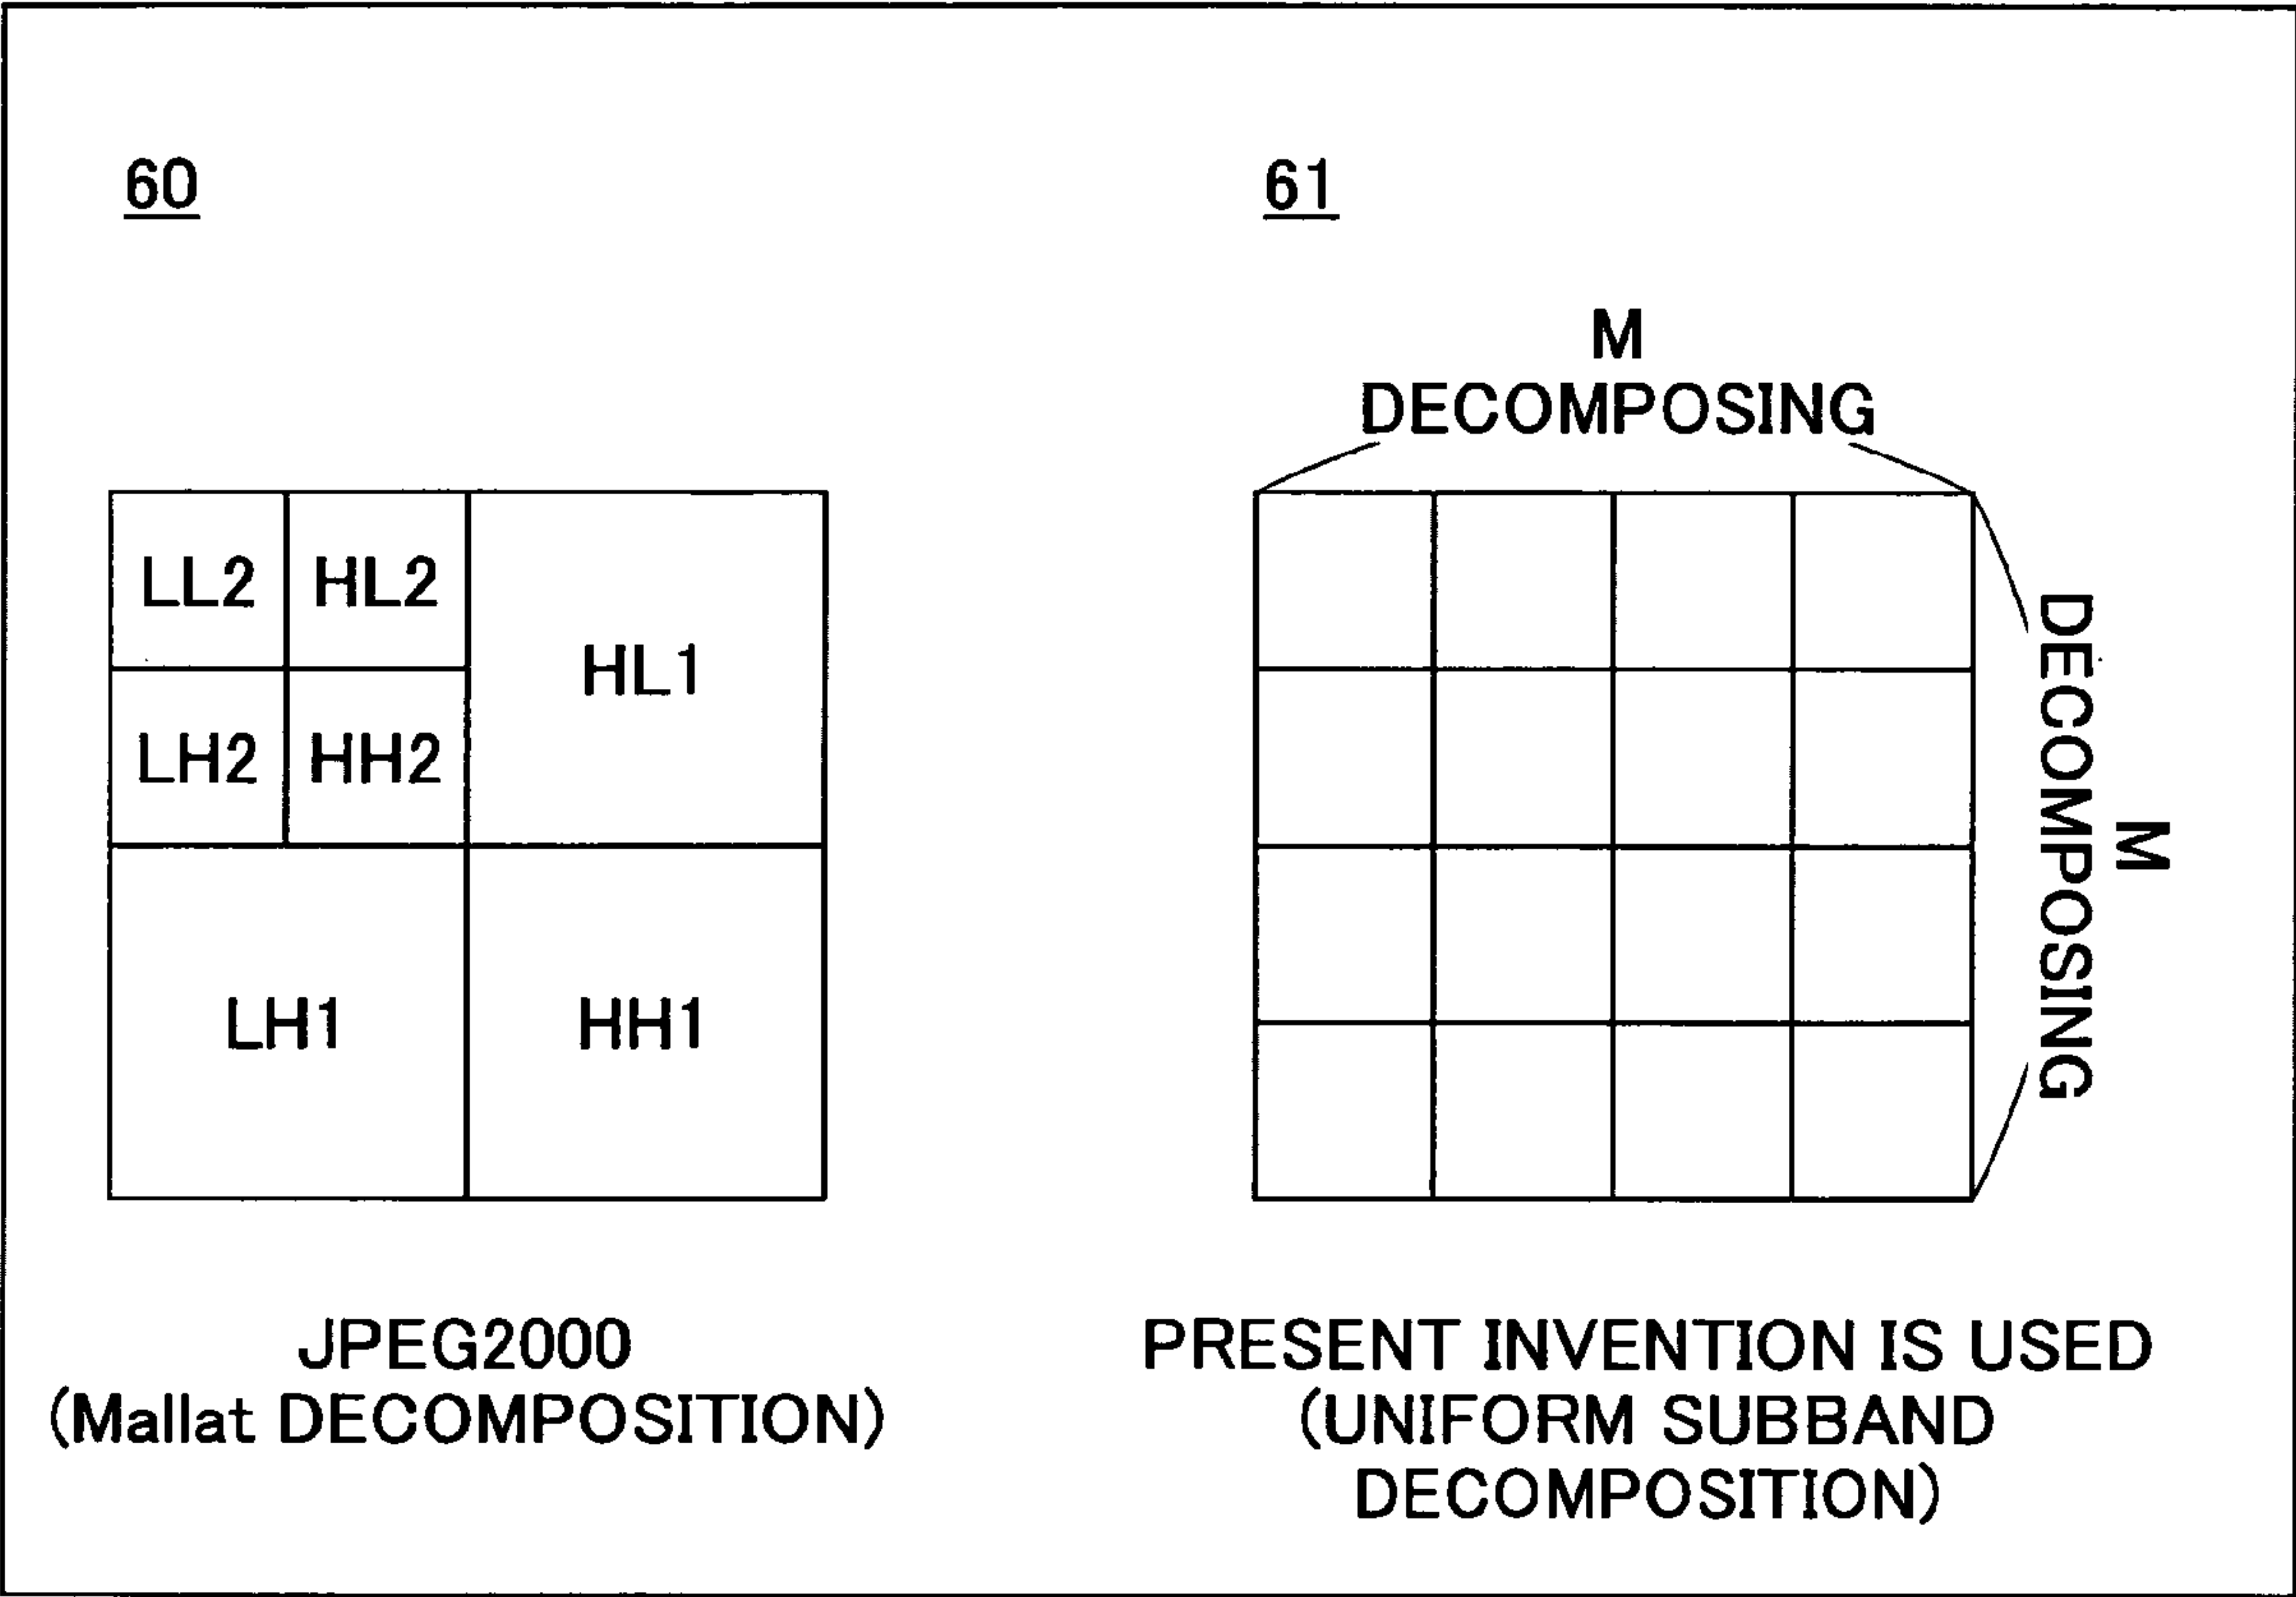 60
LL2 HL2
HL1
LH2 HH2
LH1 HH1
JPEG2000
(Mallat DECOMPOSITION)
61
M
DECOMPOSING
M
DECOMPOSING
PRESENT INVENTION IS USED
(UNIFORM SUBBAND
DECOMPOSITION)